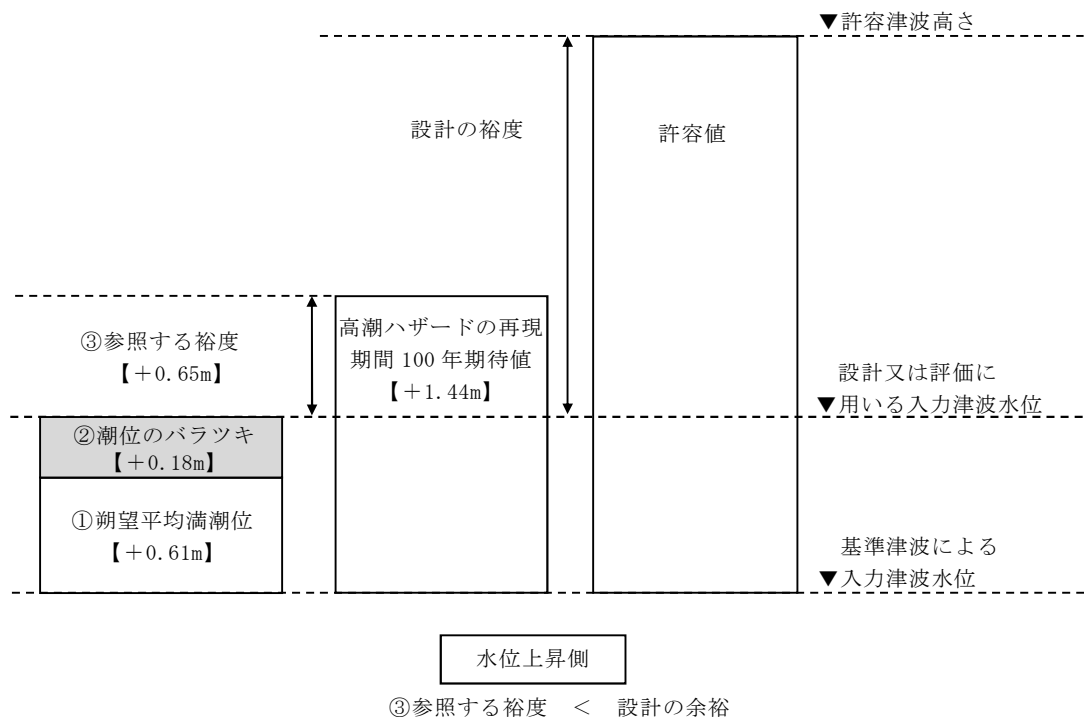 ▼許容津波高さ
設計の裕度
許容値
③参照する裕度
【+0.65m】
高潮ハザードの再現
期間 100 年期待値
【+1.44m】
設計又は評価に
▼用いる入力津波水位
②潮位のバラツキ
【+0.18m】
①朔望平均満潮位
【+0.61m】
基準津波による
▼入力津波水位
水位上昇側
③参照する裕度 < 設計の余裕